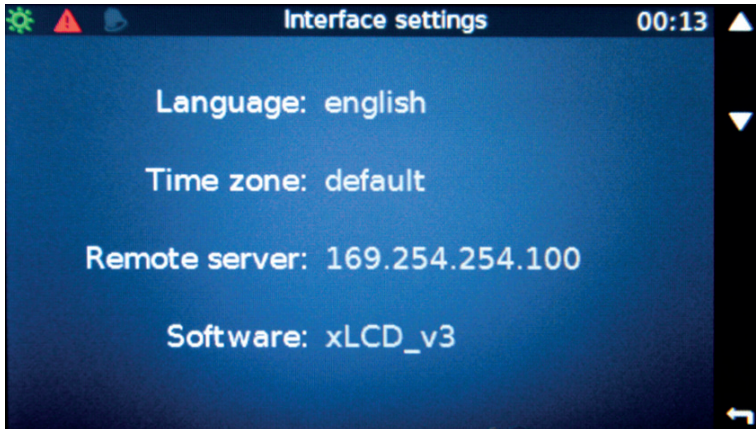 Interface settings 00:13
Language: english
Time zone: default
Remote server: 169.254.254.100
Software: xLCD_v3